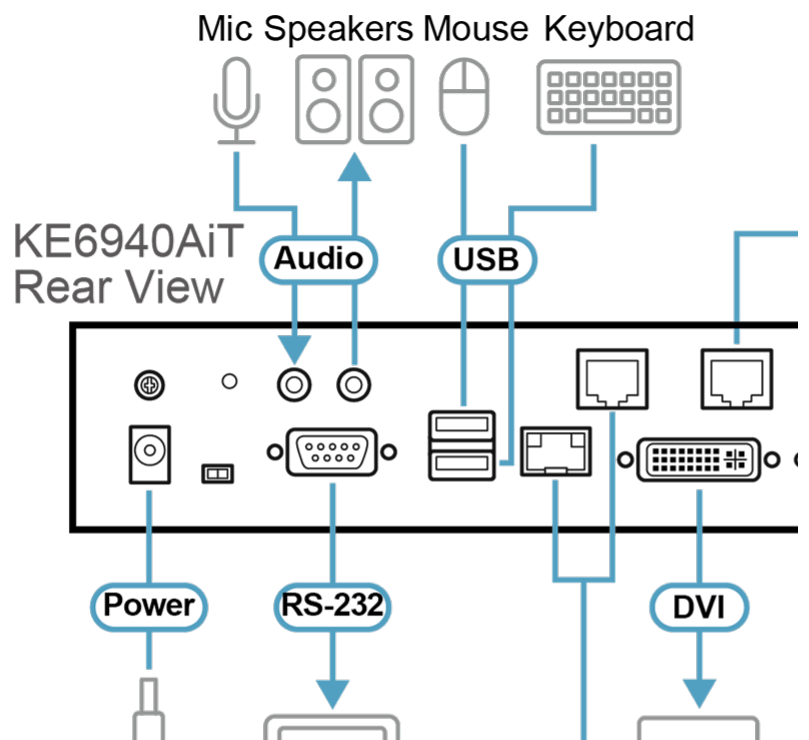 Mic Speakers Mouse Keyboard
KE6940AiT
Rear View
Audio
USB
Power
RS-232
DVI